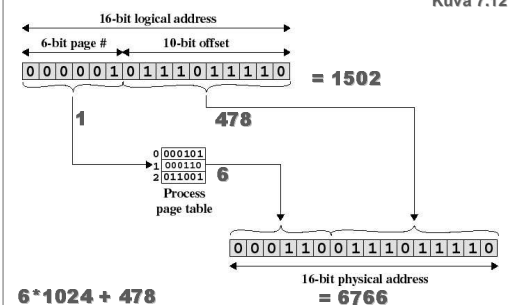 Kuva 7.12
16-bit logical address
6-bit page # 10-bit offset
0 0 0 0 0 1 0 1 1 1 0 1 1 1 1 0 = 1502
1 478
0 000101
1 000110 6
2 011001
Process
page table
0 0 0 1 1 0 0 1 1 1 0 1 1 1 1 0
16-bit physical address
6*1024 + 478 = 6766